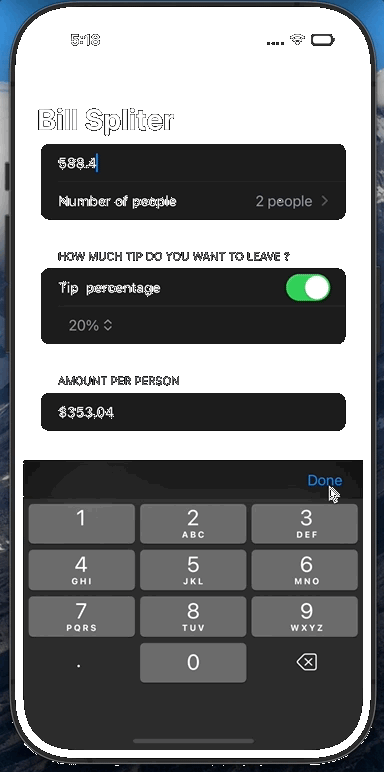 5:18
Bill Spliter
588.4
Number of people 2 people
HOW MUCH TIP DO YOU WANT TO LEAVE ?
Tip percentage
20%
AMOUNT PER PERSON
$353.04
Done
1 2 3
ABC DEF
4 5 6
GHI JKL MNO
7 8 9
PQRS TUV WXYZ
. 0